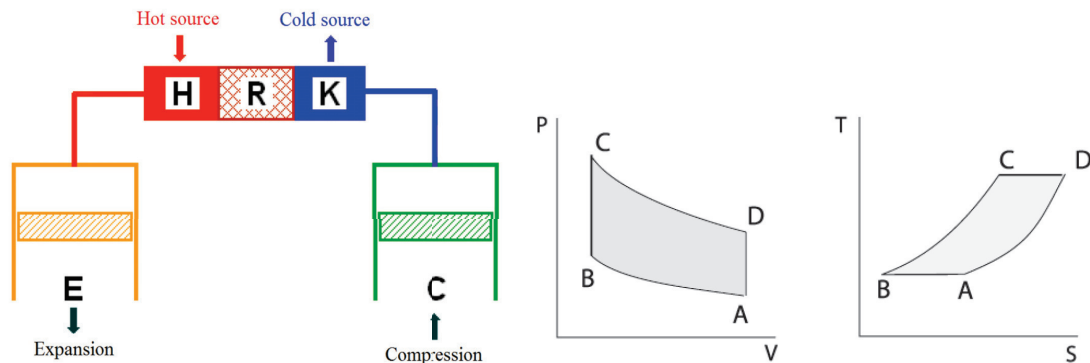 Hot source
Cold source
H R K
E
C
Expansion
Compression
P
C
D
B
A
V
T
C
D
B
A
S